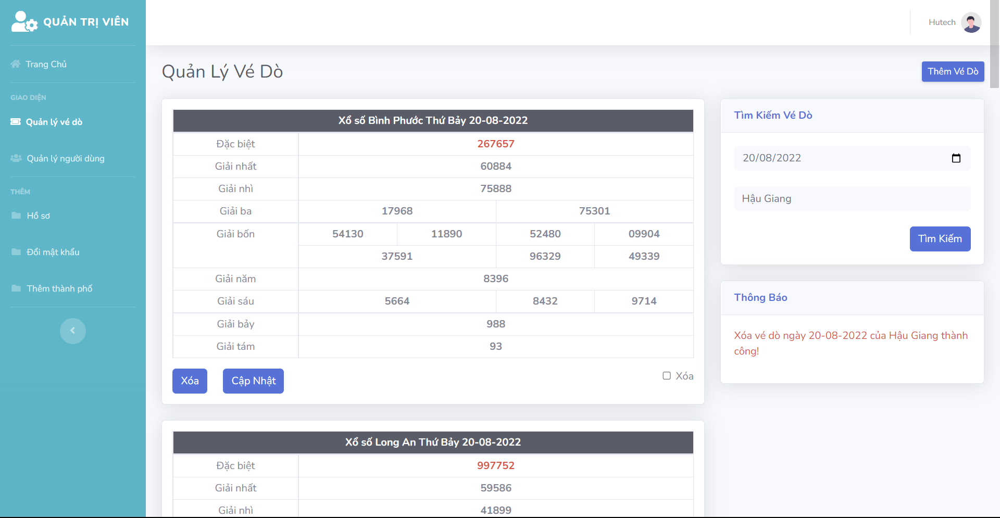 QUẢN TRỊ VIÊN
Trang Chủ
GIAO DIỆN
Quản lý vé dò
Quản lý người dùng
THÊM
Hồ sơ
Đổi mật khẩu
Thêm thành phố
Hutech
Quản Lý Vé Dò
Thêm Vé Dò
Xổ số Bình Phước Thứ Bảy 20-08-2022
Đặc biệt 267657
Giải nhất 60884
Giải nhì 75888
Giải ba 17968 75301
Giải bốn 54130 11890 52480 09904
37591 96329 49339
Giải năm 8396
Giải sáu 5664 8432 9714
Giải bảy 988
Giải tám 93
Xóa Cập Nhật Xóa
Xổ số Long An Thứ Bảy 20-08-2022
Đặc biệt 997752
Giải nhất 59586
Giải nhì 41899
Tìm Kiếm Vé Dò
20/08/2022
Hậu Giang
Tìm Kiếm
Thông Báo
Xóa vé dò ngày 20-08-2022 của Hậu Giang thành
công!